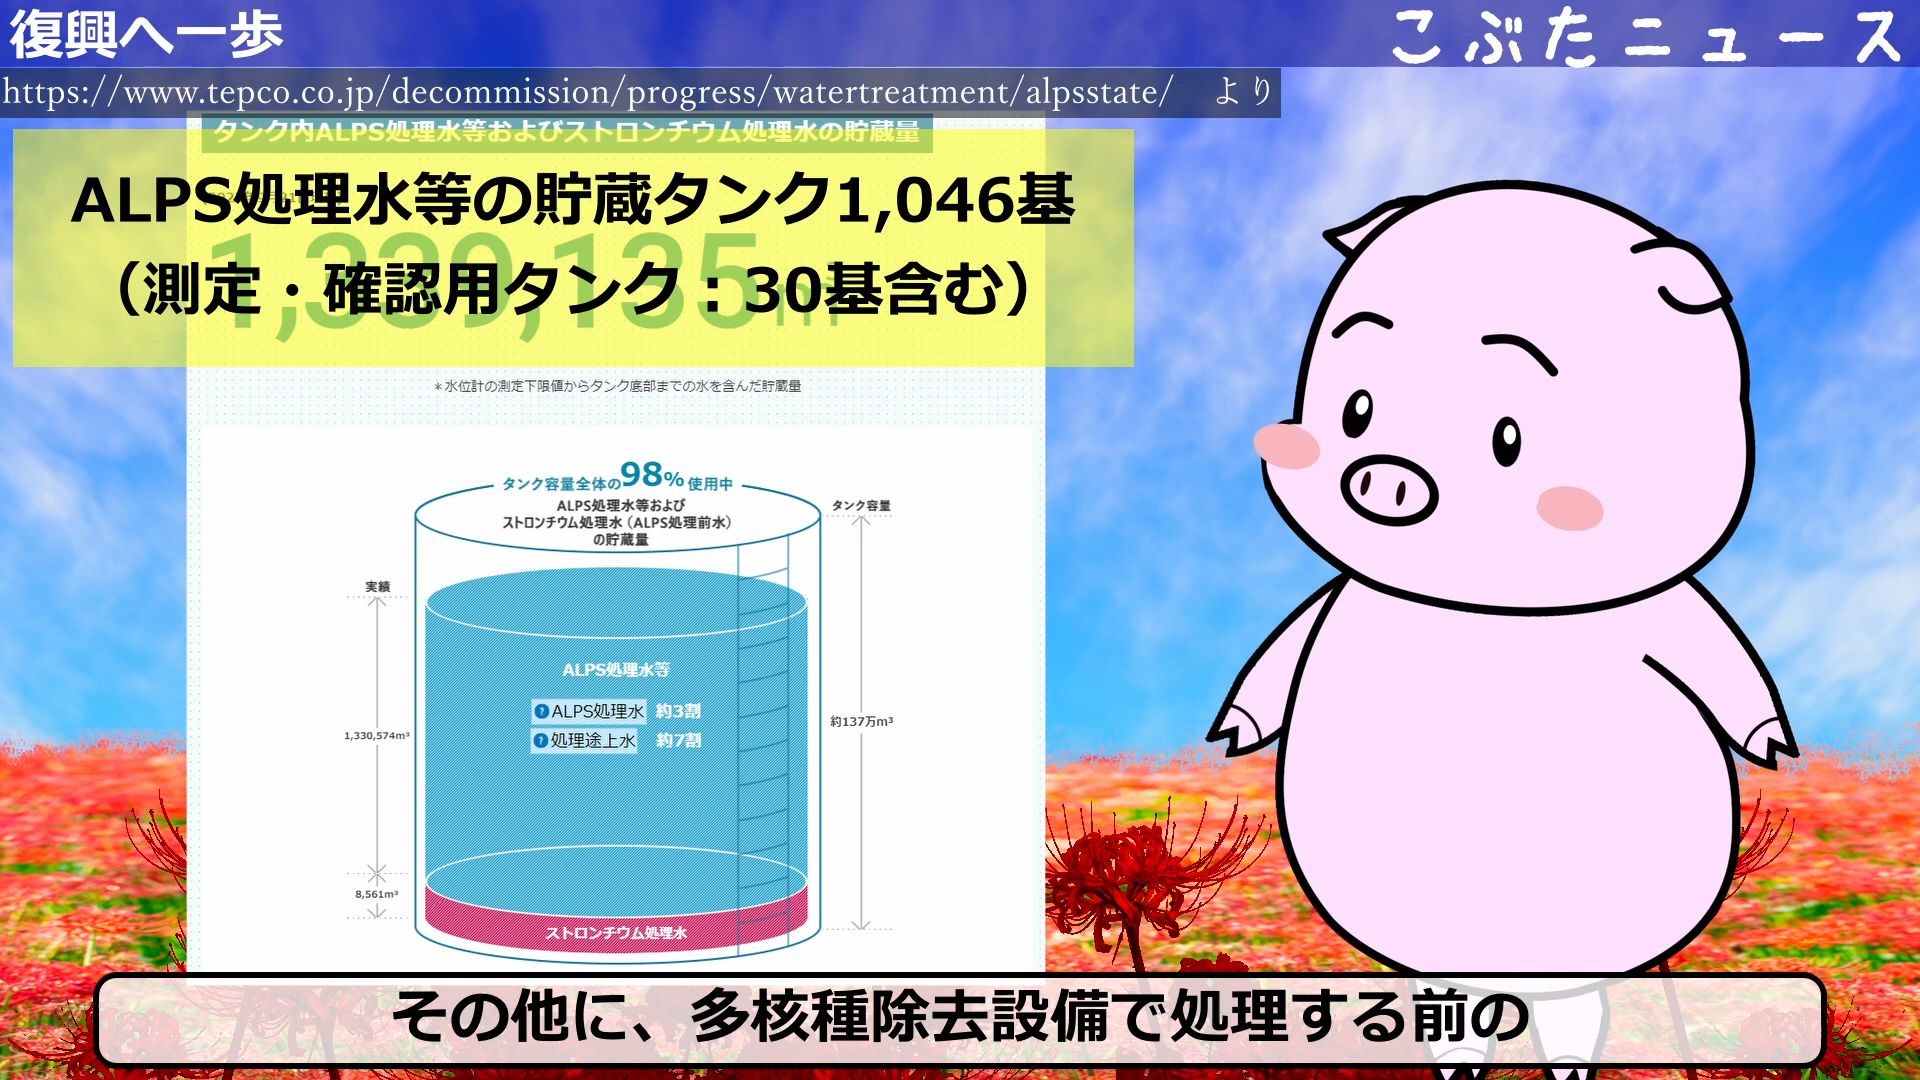 復興へ一歩
こぶたニュース
https://www.tepco.co.jp/decommission/progress/watertreatment/alpsstate/　より
タンク内ALPS処理水等およびストロンチウム処理水の貯蔵量
ALPS処理水等の貯蔵タンク1,046基
（測定・確認用タンク：30基含む）
1,339,135m³
＊水位計の測定下限値からタンク底部までの水を含んだ貯蔵量
タンク容量全体の98%使用中
ALPS処理水等および
ストロンチウム処理水（ALPS処理前水）
の貯蔵量
タンク容量
実績
ALPS処理水等
?ALPS処理水 約3割
?処理途上水 約7割
1,330,574m³
約137万m³
8,561m³
ストロンチウム処理水
その他に、多核種除去設備で処理する前の